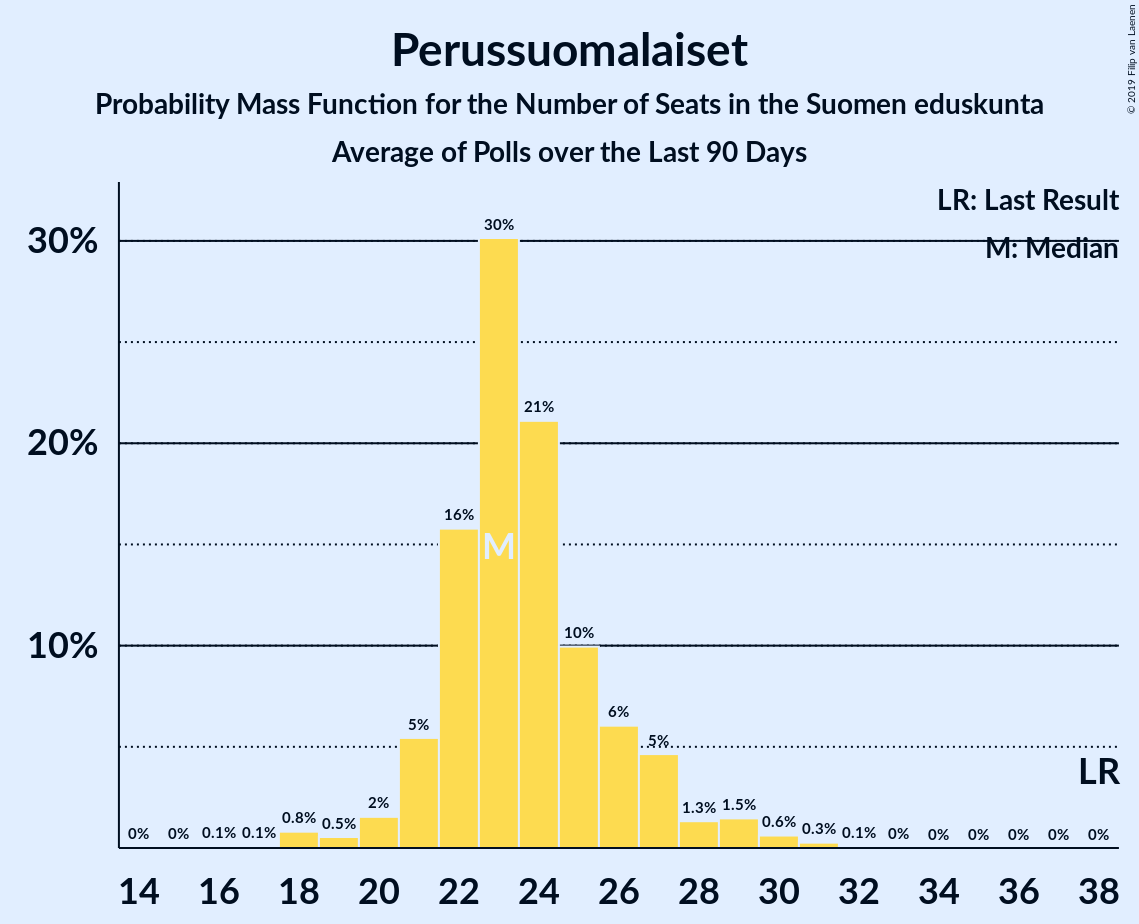 Perussuomalaiset
Probability Mass Function for the Number of Seats in the Suomen eduskunta
Average of Polls over the Last 90 Days
© 2019 Filip van Laenen
LR: Last Result
M: Median
30%
20%
10%
0% 0% 0.1% 0.1% 0.8% 0.5% 2% 5% 16% 30% 21% 10% 6% 5% 1.3% 1.5% 0.6% 0.3% 0.1% 0% 0% 0% 0% 0% 0%
M
LR
14 16 18 20 22 24 26 28 30 32 34 36 38